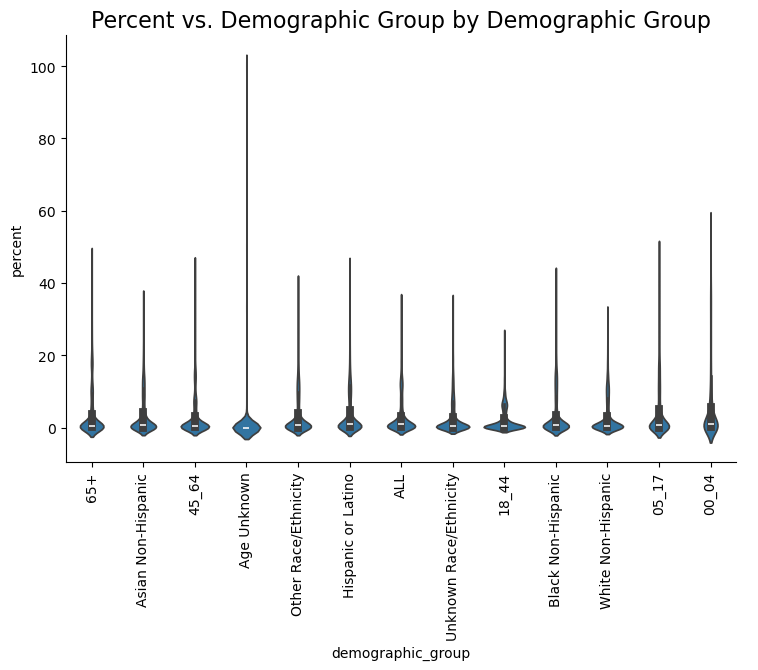 Percent vs. Demographic Group by Demographic Group
percent
100
80
60
40
20
0
65+
Asian Non-Hispanic
45_64
Age Unknown
Other Race/Ethnicity
Hispanic or Latino
ALL
Unknown Race/Ethnicity
18_44
Black Non-Hispanic
White Non-Hispanic
05_17
00_04
demographic_group